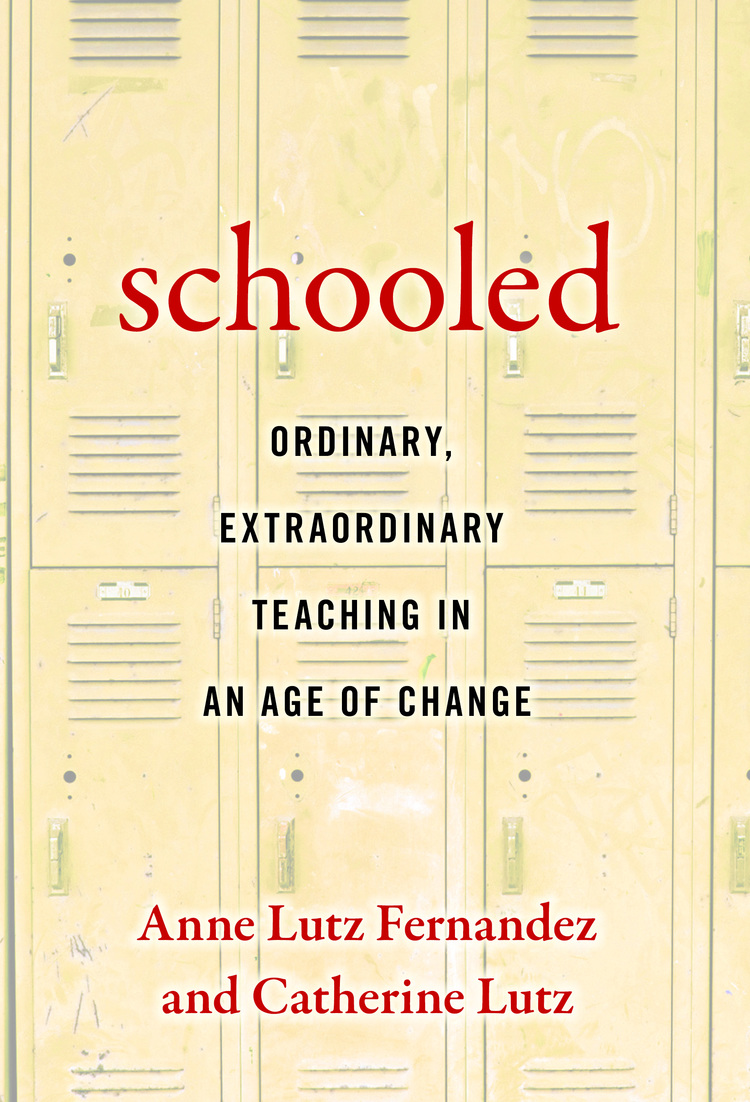 schooled
ORDINARY,
EXTRAORDINARY
TEACHING IN
AN AGE OF CHANGE
Anne Lutz Fernandez
and Catherine Lutz